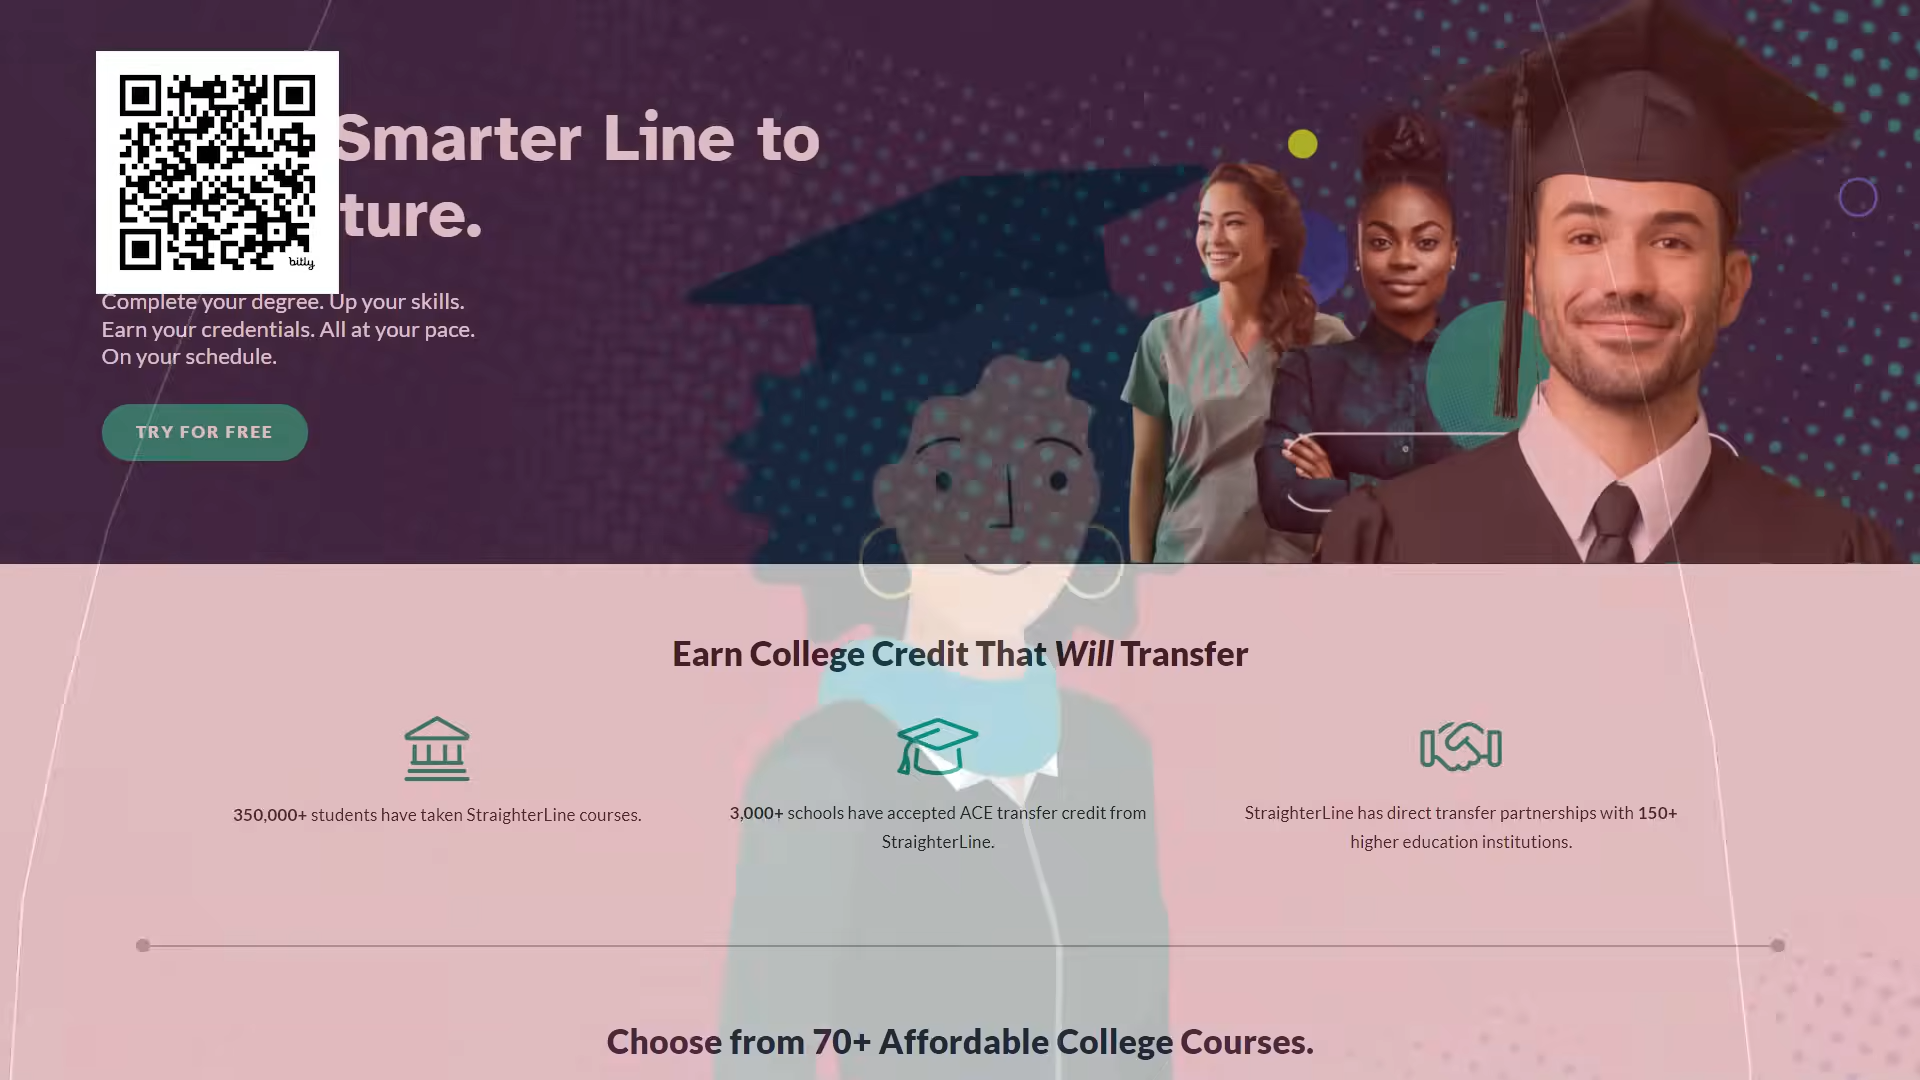 bitly
Smarter Line to
ture.
Complete your degree. Up your skills.
Earn your credentials. All at your pace.
On your schedule.
TRY FOR FREE
Earn College Credit That Will Transfer
350,000+ students have taken StraighterLine courses.
3,000+ schools have accepted ACE transfer credit from
StraighterLine.
StraighterLine has direct transfer partnerships with 150+
higher education institutions.
Choose from 70+ Affordable College Courses.